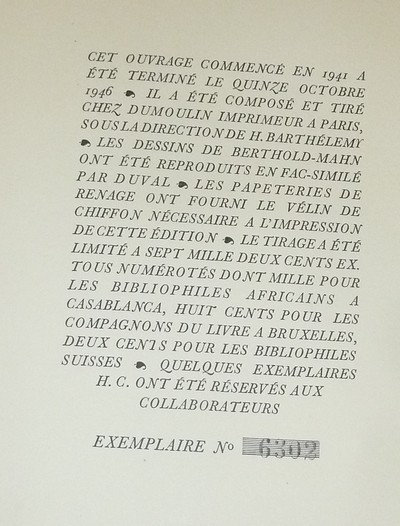 CET OUVRAGE COMMENCÉ EN 1941 A
ÉTÉ TERMINÉ LE QUINZE OCTOBRE
1946 ❧ IL A ÉTÉ COMPOSÉ ET TIRÉ
CHEZ DUMOULIN IMPRIMEUR A PARIS,
SOUS LA DIRECTION DE H. BARTHÉLEMY
❧ LES DESSINS DE BERTHOLD-MAHN
ONT ÉTÉ REPRODUITS EN FAC-SIMILÉ
PAR DUVAL ❧ LES PAPETERIES DE
RENAGE ONT FOURNI LE VÉLIN DE
CHIFFON NÉCESSAIRE A L'IMPRESSION
DE CETTE ÉDITION ❧ LE TIRAGE A ÉTÉ
LIMITÉ A SEPT MILLE DEUX CENTS EX.
TOUS NUMÉROTÉS DONT MILLE POUR
LES BIBLIOPHILES AFRICAINS A
CASABLANCA, HUIT CENTS POUR LES
COMPAGNONS DU LIVRE A BRUXELLES,
DEUX CENTS POUR LES BIBLIOPHILES
SUISSES ❧ QUELQUES EXEMPLAIRES
H. C. ONT ÉTÉ RÉSERVÉS AUX
COLLABORATEURS
EXEMPLAIRE Nº 6302